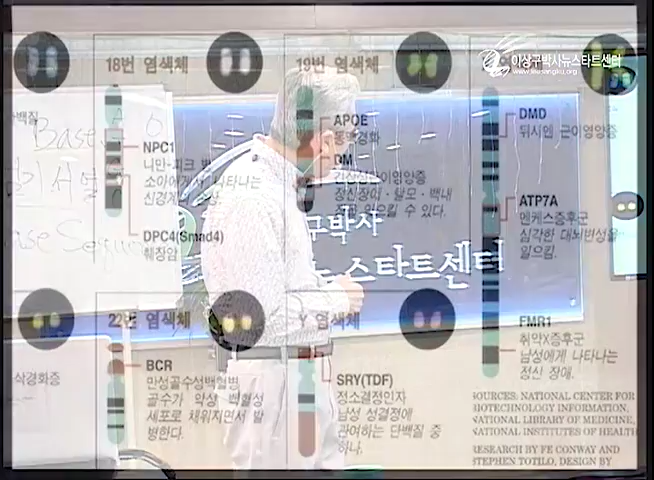 이상구박사뉴스타트센터
www.leesangku.org
18번 염색체
19번 염색체
백질
NPC1
니만-피크 병
소아에게서 나타나는
신경계
DPC4(Smad4)
췌장암
APOE
동맥경화
DM
근이영양증
정신장애·탈모·백내
일으킬 수 있다.
DMD
뒤시엔 근이영양증
ATP7A
멘케스증후군
심각한 대뇌변성을
일으킴.
구박사
뉴스타트센터
Base
22번 염색체
Y 염색체
삭경화증
BCR
만성골수성백혈병
골수가 악성 백혈성
세포로 채워지면서 발
병한다.
SRY(TDF)
정소결정인자
남성 성결정에
관여하는 단백질 중
하나.
FMR1
취약X증후군
남성에게 나타나는
정신 장애.
SOURCES: NATIONAL CENTER FOR
BIOTECHNOLOGY INFORMATION,
NATIONAL LIBRARY OF MEDICINE,
NATIONAL INSTITUTES OF HEALTH
RESEARCH BY FE CONWAY AND
STEPHEN TOTILO, DESIGN BY